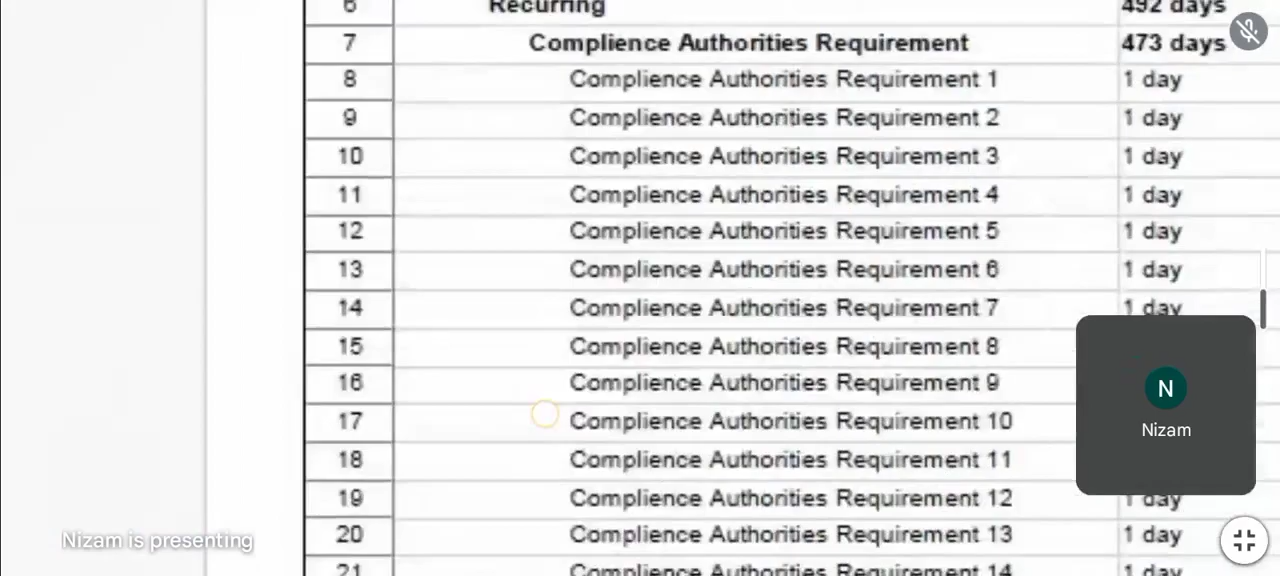 6 Recurring 492 days
7 Complience Authorities Requirement 473 days
8 Complience Authorities Requirement 1 1 day
9 Complience Authorities Requirement 2 1 day
10 Complience Authorities Requirement 3 1 day
11 Complience Authorities Requirement 4 1 day
12 Complience Authorities Requirement 5 1 day
13 Complience Authorities Requirement 6 1 day
14 Complience Authorities Requirement 7 1 day
15 Complience Authorities Requirement 8
16 Complience Authorities Requirement 9
N
17 Complience Authorities Requirement 10
Nizam
18 Complience Authorities Requirement 11
19 Complience Authorities Requirement 12 1 day
20 Complience Authorities Requirement 13 1 day
Nizam is presenting
21 Complience Authorities Requirement 14 1 day